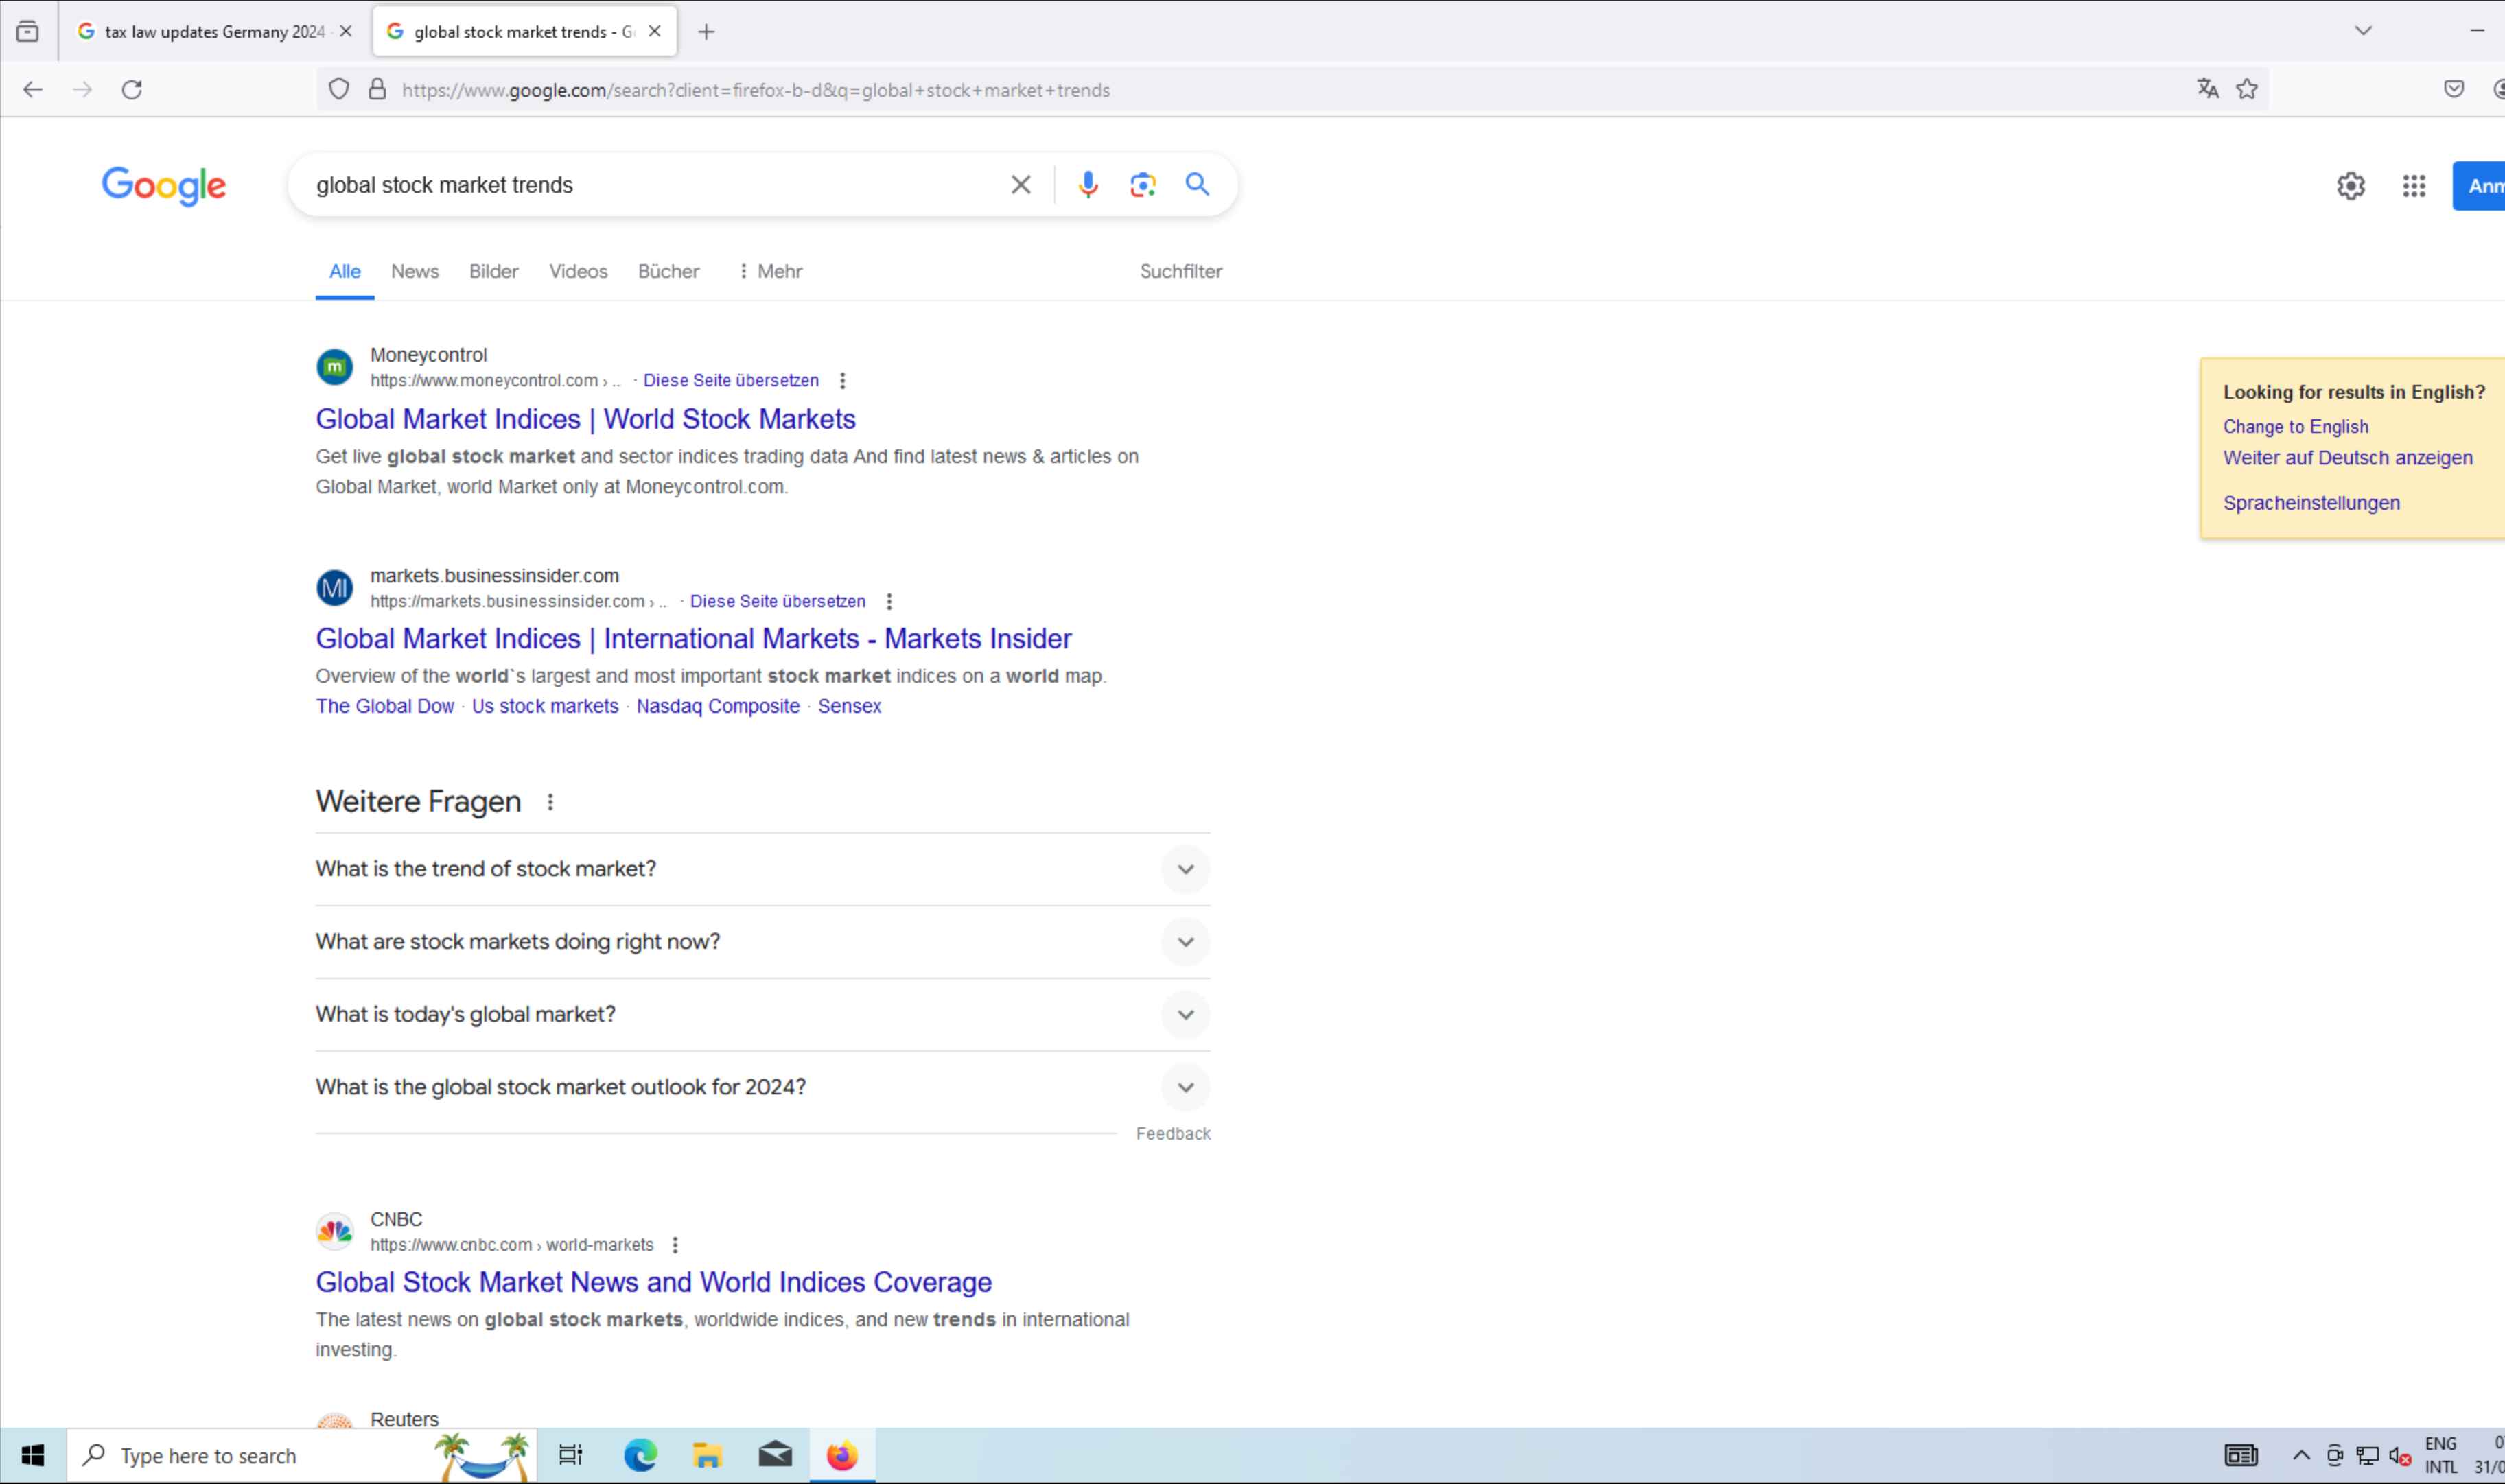 tax law updates Germany 2024
global stock market trends - G
https://www.google.com/search?client=firefox-b-d&q=global+stock+market+trends
Google
global stock market trends
Anm
Alle News Bilder Videos Bücher Mehr Suchfilter
Moneycontrol
https://www.moneycontrol.com › .. · Diese Seite übersetzen
Global Market Indices | World Stock Markets
Get live global stock market and sector indices trading data And find latest news & articles on
Global Market, world Market only at Moneycontrol.com.
Looking for results in English?
Change to English
Weiter auf Deutsch anzeigen
Spracheinstellungen
MI
markets.businessinsider.com
https://markets.businessinsider.com › .. · Diese Seite übersetzen
Global Market Indices | International Markets - Markets Insider
Overview of the world`s largest and most important stock market indices on a world map.
The Global Dow · Us stock markets · Nasdaq Composite · Sensex
Weitere Fragen
What is the trend of stock market?
What are stock markets doing right now?
What is today's global market?
What is the global stock market outlook for 2024?
Feedback
CNBC
https://www.cnbc.com › world-markets
Global Stock Market News and World Indices Coverage
The latest news on global stock markets, worldwide indices, and new trends in international
investing.
Reuters
Type here to search
ENG
INTL
31/0